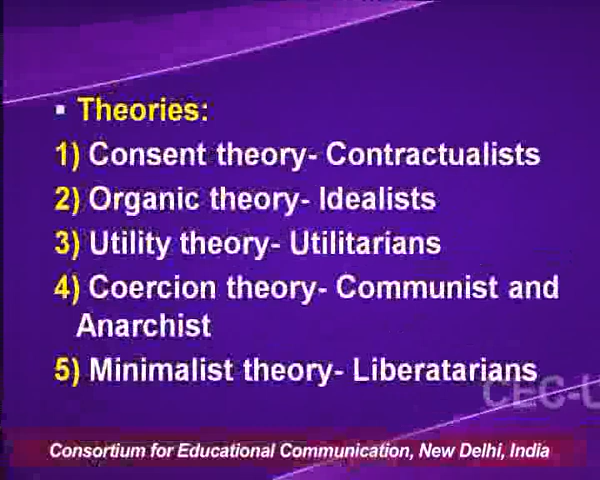 ▪ Theories:
1) Consent theory- Contractualists
2) Organic theory- Idealists
3) Utility theory- Utilitarians
4) Coercion theory- Communist and
Anarchist
5) Minimalist theory- Liberatarians
CEC-U
Consortium for Educational Communication, New Delhi, India